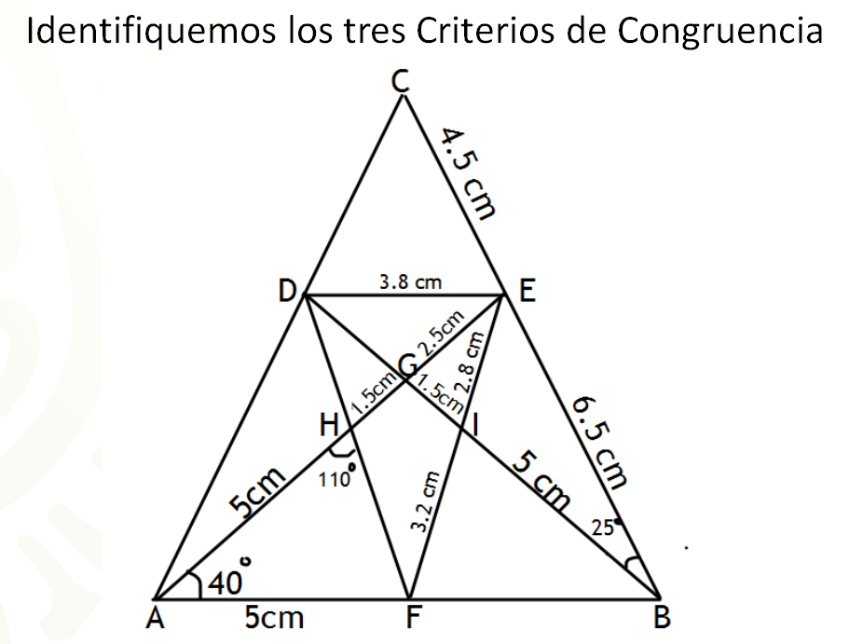 Identifiquemos los tres Criterios de Congruencia
C
4.5 cm
D
3.8 cm
E
2.5cm
G
2.8 cm
1.5cm
1.5cm
H
I
6.5 cm
110°
5cm
5 cm
3.2 cm
25°
40°
A
5cm
F
B